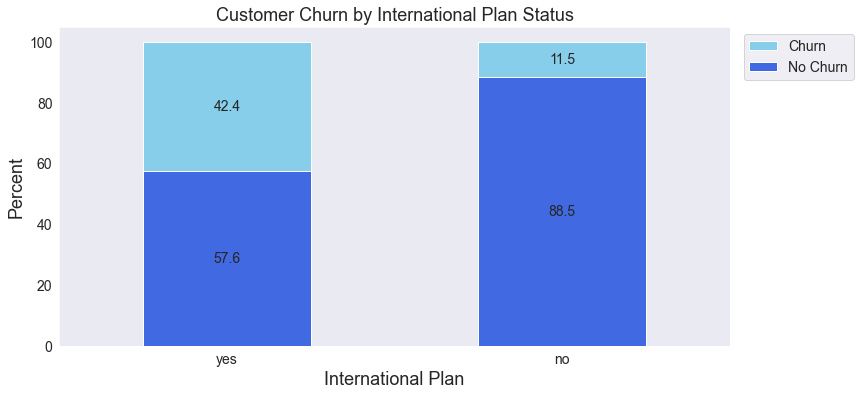 Customer Churn by International Plan Status
Churn
No Churn
Percent
100
80
60
40
20
0
42.4
57.6
11.5
88.5
yes
no
International Plan